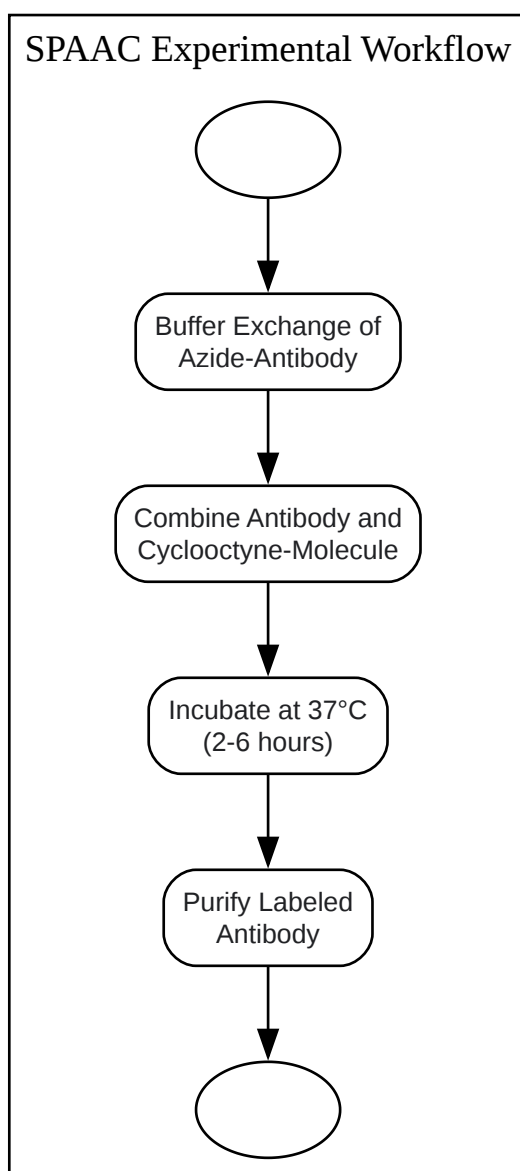 SPAAC Experimental Workflow
Buffer Exchange of
Azide-Antibody
Combine Antibody and
Cyclooctyne-Molecule
Incubate at 37°C
(2-6 hours)
Purify Labeled
Antibody